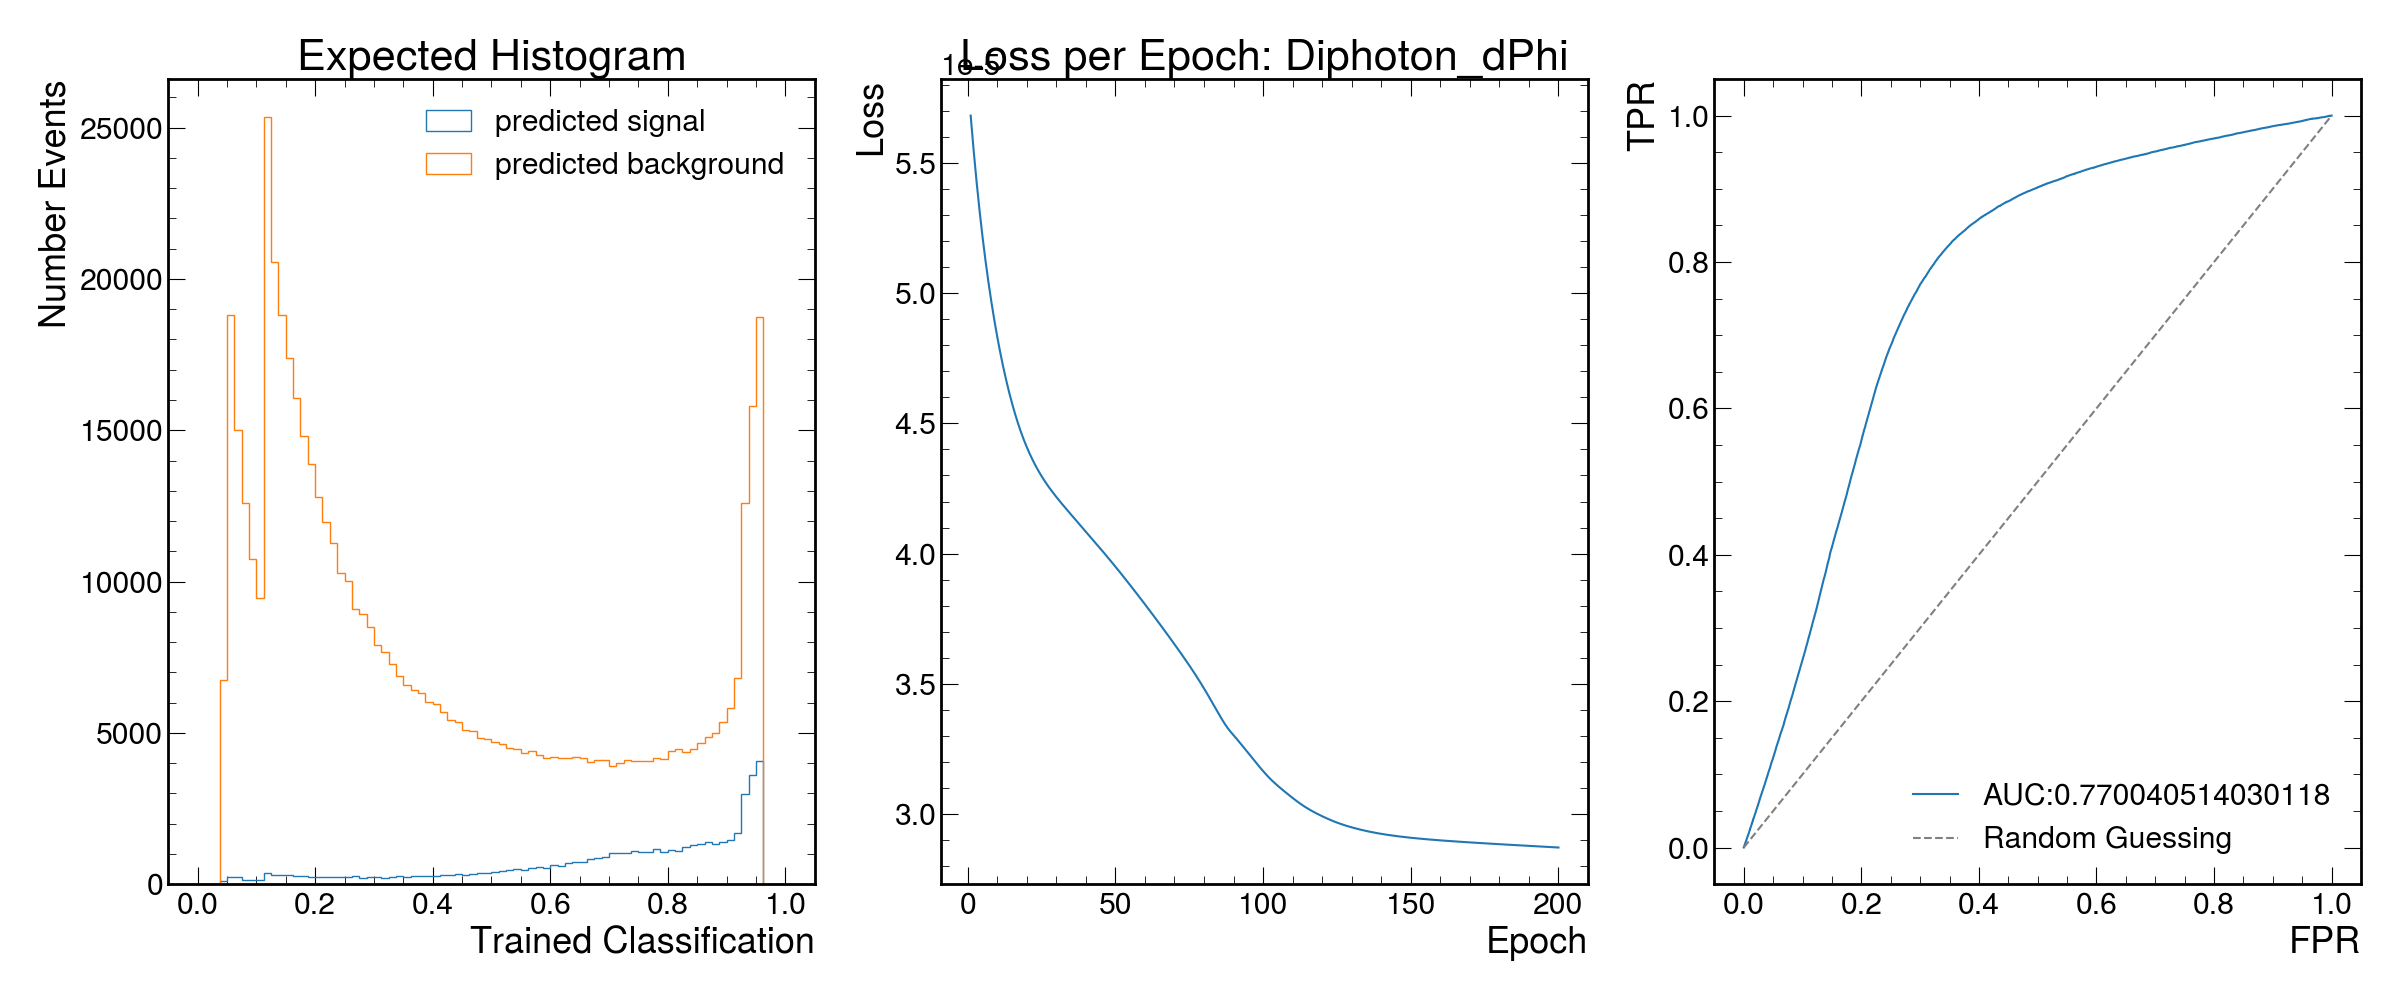 Expected Histogram
Number Events
25000
20000
15000
10000
5000
0
predicted signal
predicted background
0.0 0.2 0.4 0.6 0.8 1.0
Trained Classification
Loss per Epoch: Diphoton_dPhi
1e-5
Loss
5.5
5.0
4.5
4.0
3.5
3.0
0 50 100 150 200
Epoch
TPR
1.0
0.8
0.6
0.4
0.2
0.0
AUC:0.770040514030118
Random Guessing
0.0 0.2 0.4 0.6 0.8 1.0
FPR